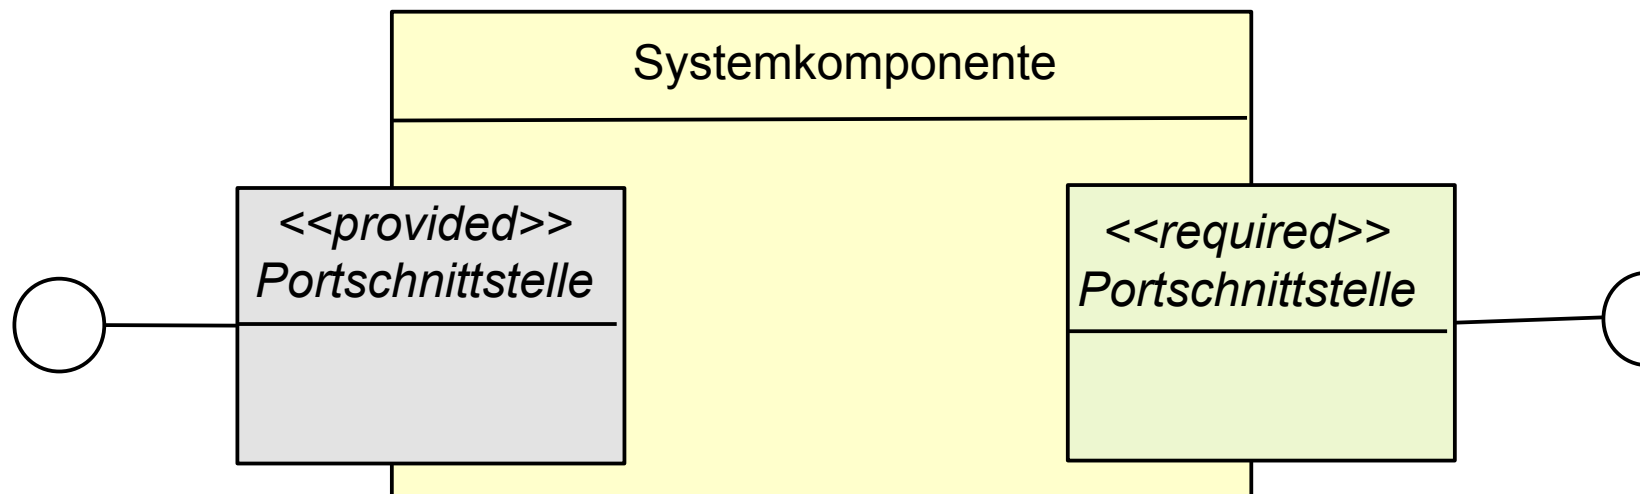 Systemkomponente
<<provided>>
Portschnittstelle
<<required>>
Portschnittstelle